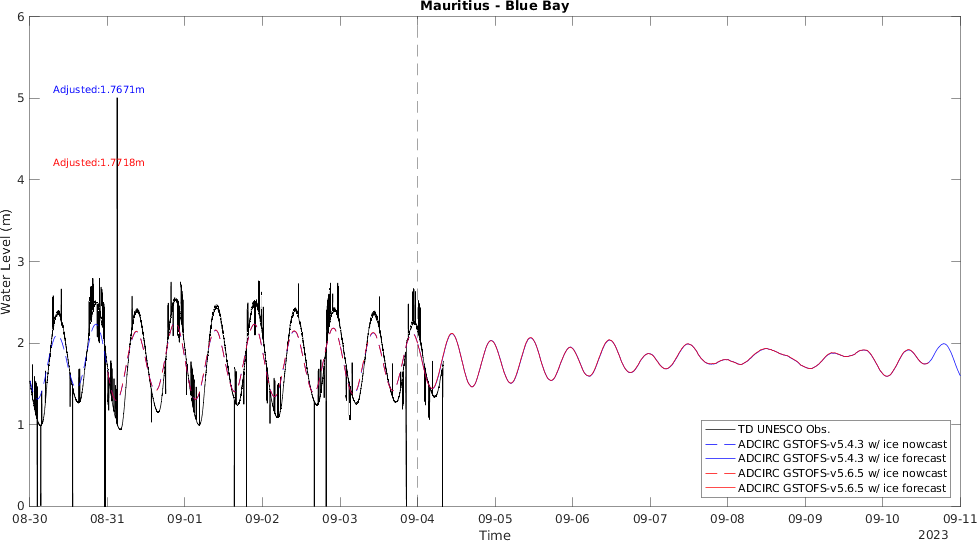 Mauritius - Blue Bay
6
5
4
3
2
1
0
Water Level (m)
Adjusted:1.7671m
Adjusted:1.7718m
TD UNESCO Obs.
ADCIRC GSTOFS-v5.4.3 w/ ice nowcast
ADCIRC GSTOFS-v5.4.3 w/ ice forecast
ADCIRC GSTOFS-v5.6.5 w/ ice nowcast
ADCIRC GSTOFS-v5.6.5 w/ ice forecast
08-30 08-31 09-01 09-02 09-03 09-04 09-05 09-06 09-07 09-08 09-09 09-10 09-11
Time
2023